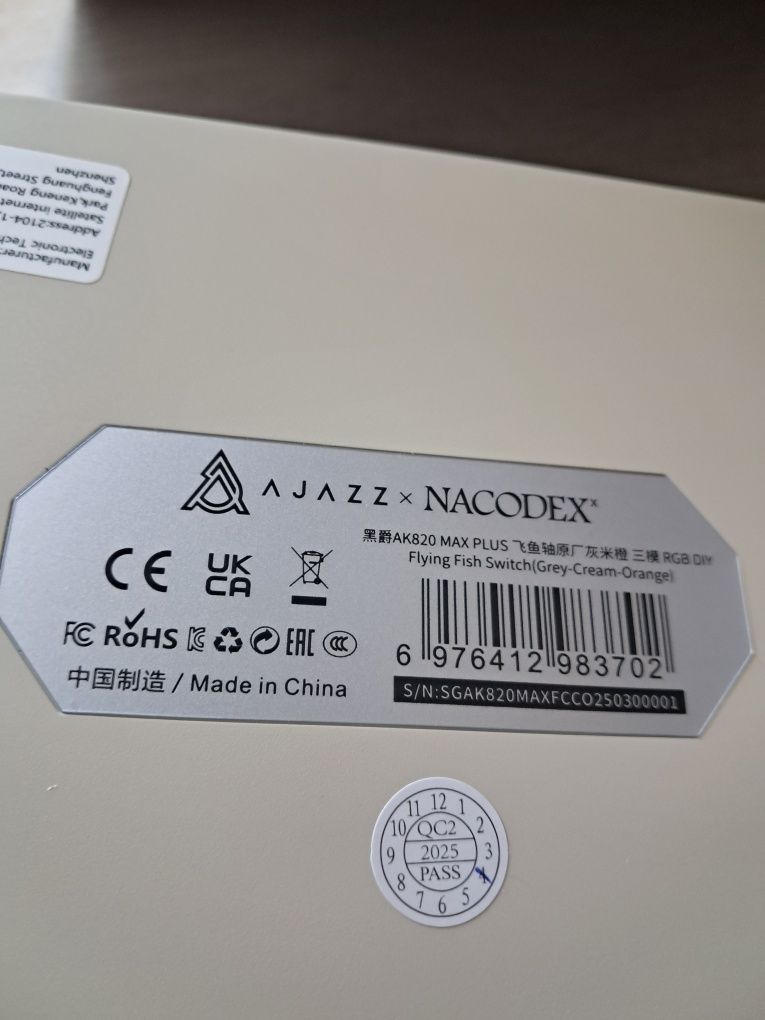 Manufacturer:
Electronic Tech
Address:2104-1
Satellite internet
Park,Keneng Road
Fenghuang Street,
Shenzhen
AJAZZ × NACODEX x
黑爵AK820 MAX PLUS 飞鱼轴原厂灰米橙 三模 RGB DIY
Flying Fish Switch(Grey-Cream-Orange)
CE UK CA
FC RoHS EAC CCC
6 976412 983702
中国制造 / Made in China
S/N:SGAK820MAXFCCO250300001
11 12 1
10 QC2 2
9 2025 3
8 PASS 4
7 6 5